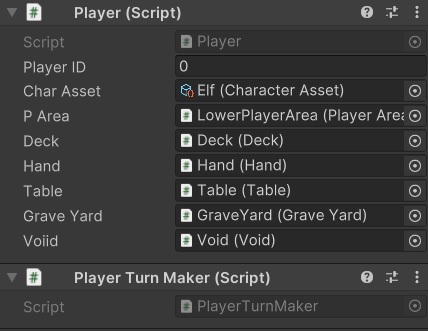 Player (Script)
Script Player
Player ID 0
Char Asset Elf (Character Asset)
P Area LowerPlayerArea (Player Area
Deck Deck (Deck)
Hand Hand (Hand)
Table Table (Table)
Grave Yard GraveYard (Grave Yard)
Voiid Void (Void)
Player Turn Maker (Script)
Script PlayerTurnMaker